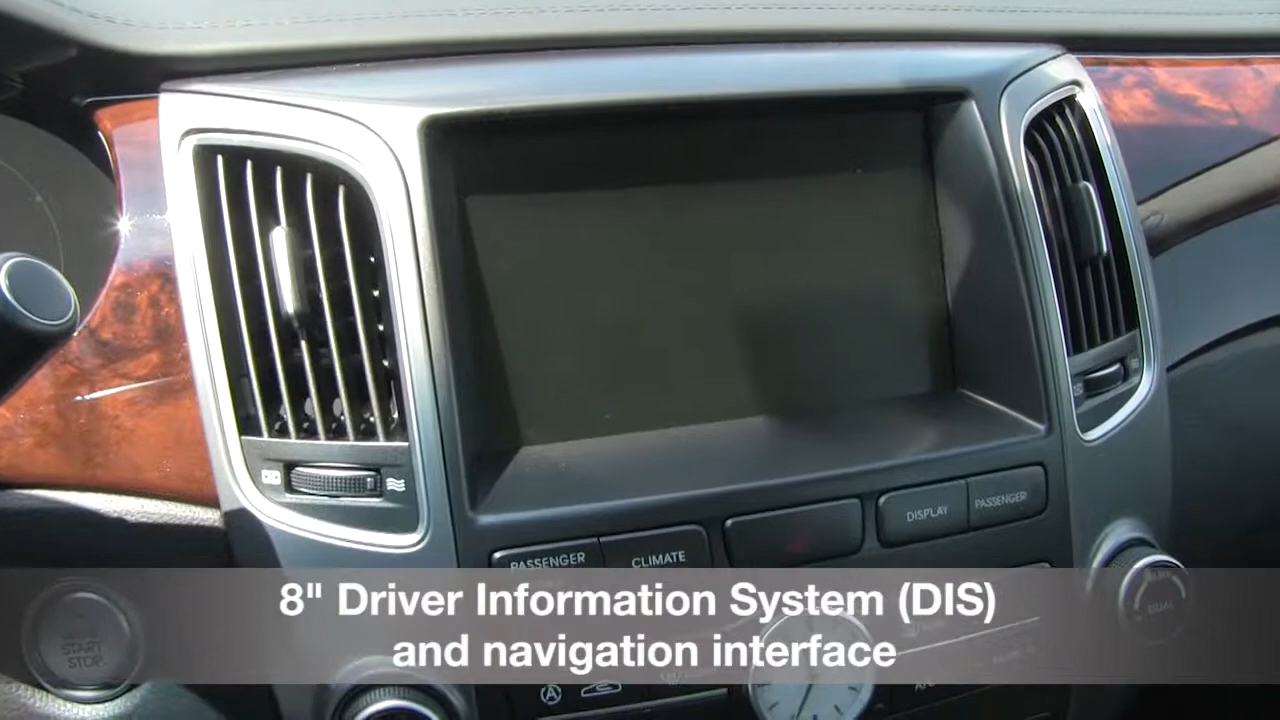 DISPLAY
PASSENGER
PASSENGER
CLIMATE
8" Driver Information System (DIS)
and navigation interface
START
STOP
DUAL
A